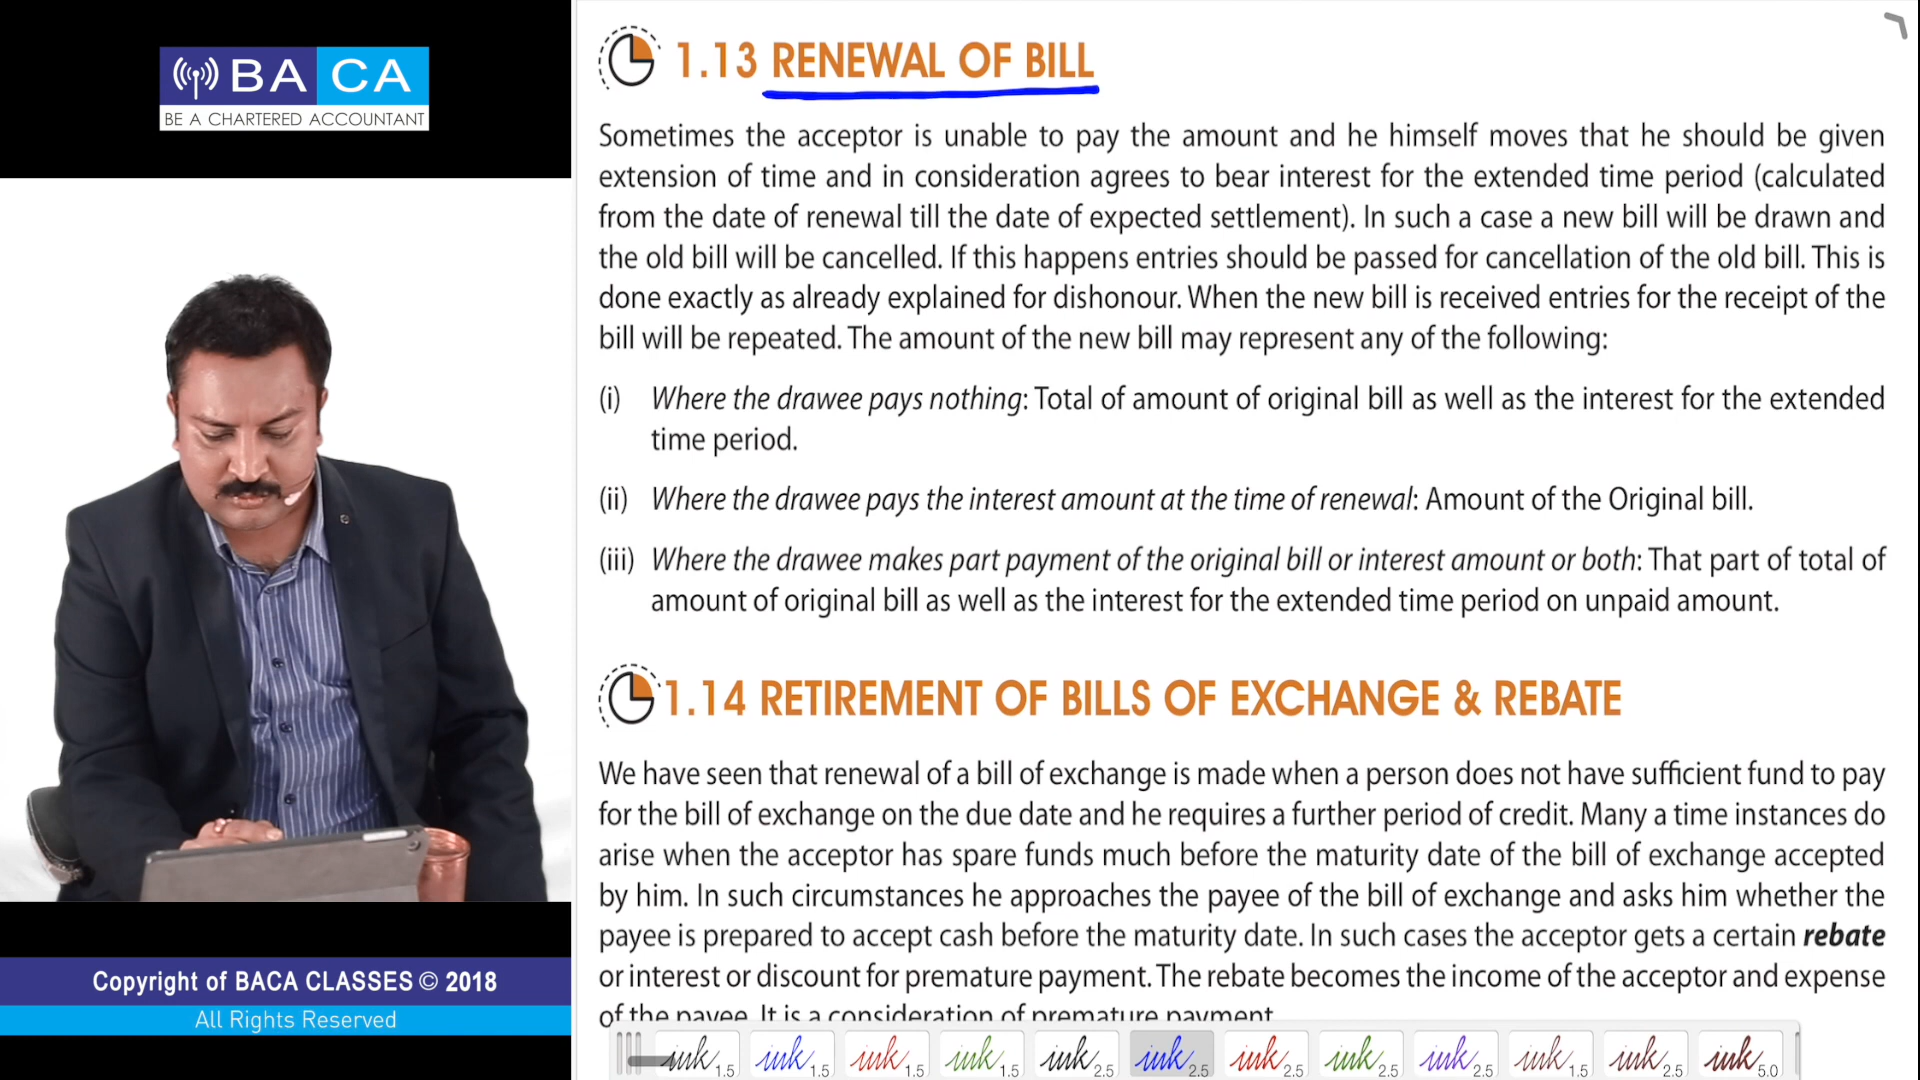 BA CA
BE A CHARTERED ACCOUNTANT
1.13 RENEWAL OF BILL
Sometimes the acceptor is unable to pay the amount and he himself moves that he should be given
extension of time and in consideration agrees to bear interest for the extended time period (calculated
from the date of renewal till the date of expected settlement). In such a case a new bill will be drawn and
the old bill will be cancelled. If this happens entries should be passed for cancellation of the old bill. This is
done exactly as already explained for dishonour. When the new bill is received entries for the receipt of the
bill will be repeated. The amount of the new bill may represent any of the following:
(i) Where the drawee pays nothing: Total of amount of original bill as well as the interest for the extended
time period.
(ii) Where the drawee pays the interest amount at the time of renewal: Amount of the Original bill.
(iii) Where the drawee makes part payment of the original bill or interest amount or both: That part of total of
amount of original bill as well as the interest for the extended time period on unpaid amount.
1.14 RETIREMENT OF BILLS OF EXCHANGE & REBATE
We have seen that renewal of a bill of exchange is made when a person does not have sufficient fund to pay
for the bill of exchange on the due date and he requires a further period of credit. Many a time instances do
arise when the acceptor has spare funds much before the maturity date of the bill of exchange accepted
by him. In such circumstances he approaches the payee of the bill of exchange and asks him whether the
payee is prepared to accept cash before the maturity date. In such cases the acceptor gets a certain rebate
or interest or discount for premature payment. The rebate becomes the income of the acceptor and expense
of the payee. It is a consideration of premature payment.
Copyright of BACA CLASSES © 2018
All Rights Reserved
ink 1.5 ink 1.5 ink 1.5 ink 1.5 ink 2.5 ink 2.5 ink 2.5 ink 2.5 ink 2.5 ink 1.5 ink 2.5 ink 5.0